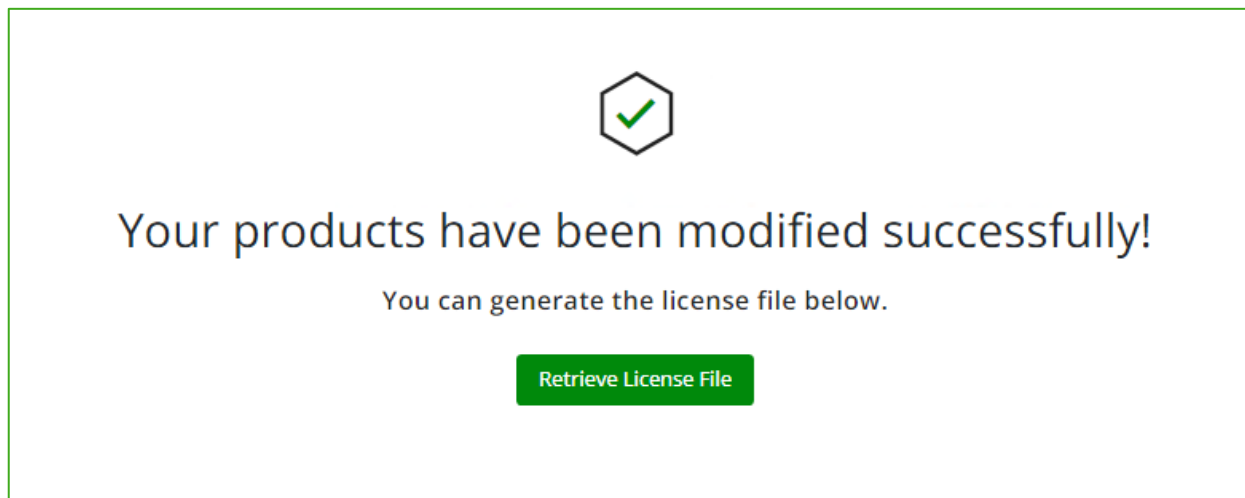 Your products have been modified successfully!
You can generate the license file below.
Retrieve License File